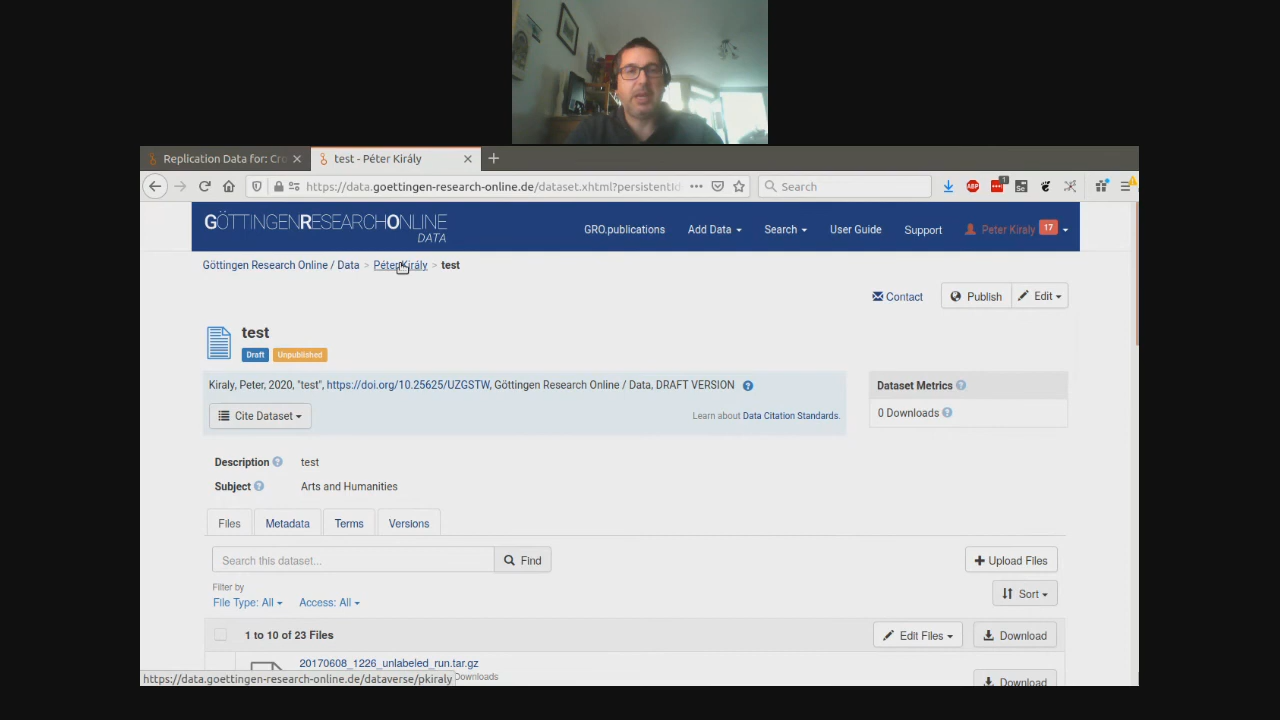 Replication Data for: Cro
test - Péter Király
https://data.goettingen-research-online.de/dataset.xhtml?persistentId
Search
1
GÖTTINGENRESEARCHONLINE
DATA
GRO.publications
Add Data
Search
User Guide
Support
Peter Kiraly
17
Göttingen Research Online / Data > Péter Király > test
Contact
Publish
Edit
test
Draft
Unpublished
Kiraly, Peter, 2020, "test", https://doi.org/10.25625/UZGSTW, Göttingen Research Online / Data, DRAFT VERSION
Cite Dataset
Learn about Data Citation Standards.
Dataset Metrics
0 Downloads
Description
test
Subject
Arts and Humanities
Files
Metadata
Terms
Versions
Search this dataset...
Find
Upload Files
Filter by
File Type: All
Access: All
Sort
1 to 10 of 23 Files
Edit Files
Download
20170608_1226_unlabeled_run.tar.gz
Downloads
Download
https://data.goettingen-research-online.de/dataverse/pkiraly